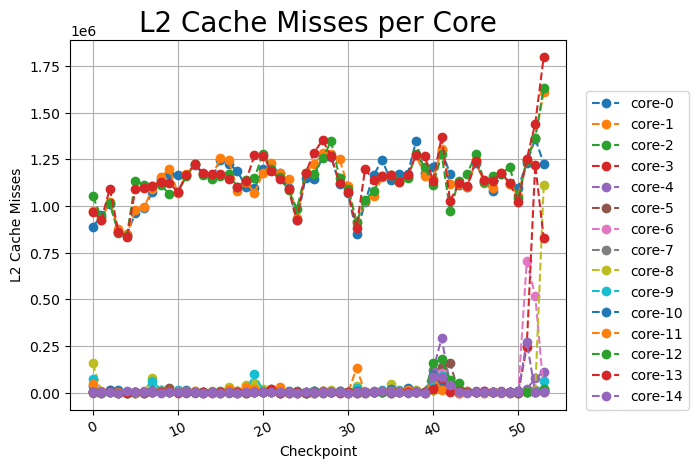 L2 Cache Misses per Core
1e6
1.75
1.50
1.25
1.00
0.75
0.50
0.25
0.00
L2 Cache Misses
0 10 20 30 40 50
Checkpoint
core-0
core-1
core-2
core-3
core-4
core-5
core-6
core-7
core-8
core-9
core-10
core-11
core-12
core-13
core-14